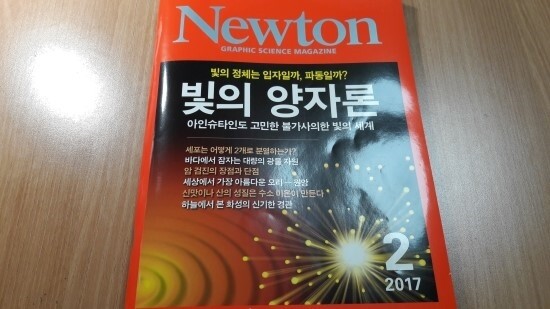 Newton
GRAPHIC SCIENCE MAGAZINE
빛의 정체는 입자일까, 파동일까?
빛의 양자론
아인슈타인도 고민한 불가사의한 빛의 세계
세포는 어떻게 2개로 분열하는가?
바다에서 잠자는 대량의 광물 자원
암 검진의 장점과 단점
세상에서 가장 아름다운 오리 — 원앙
신맛이나 산의 성질은 수소 이온이 만든다
하늘에서 본 화성의 신기한 경관
2
2017